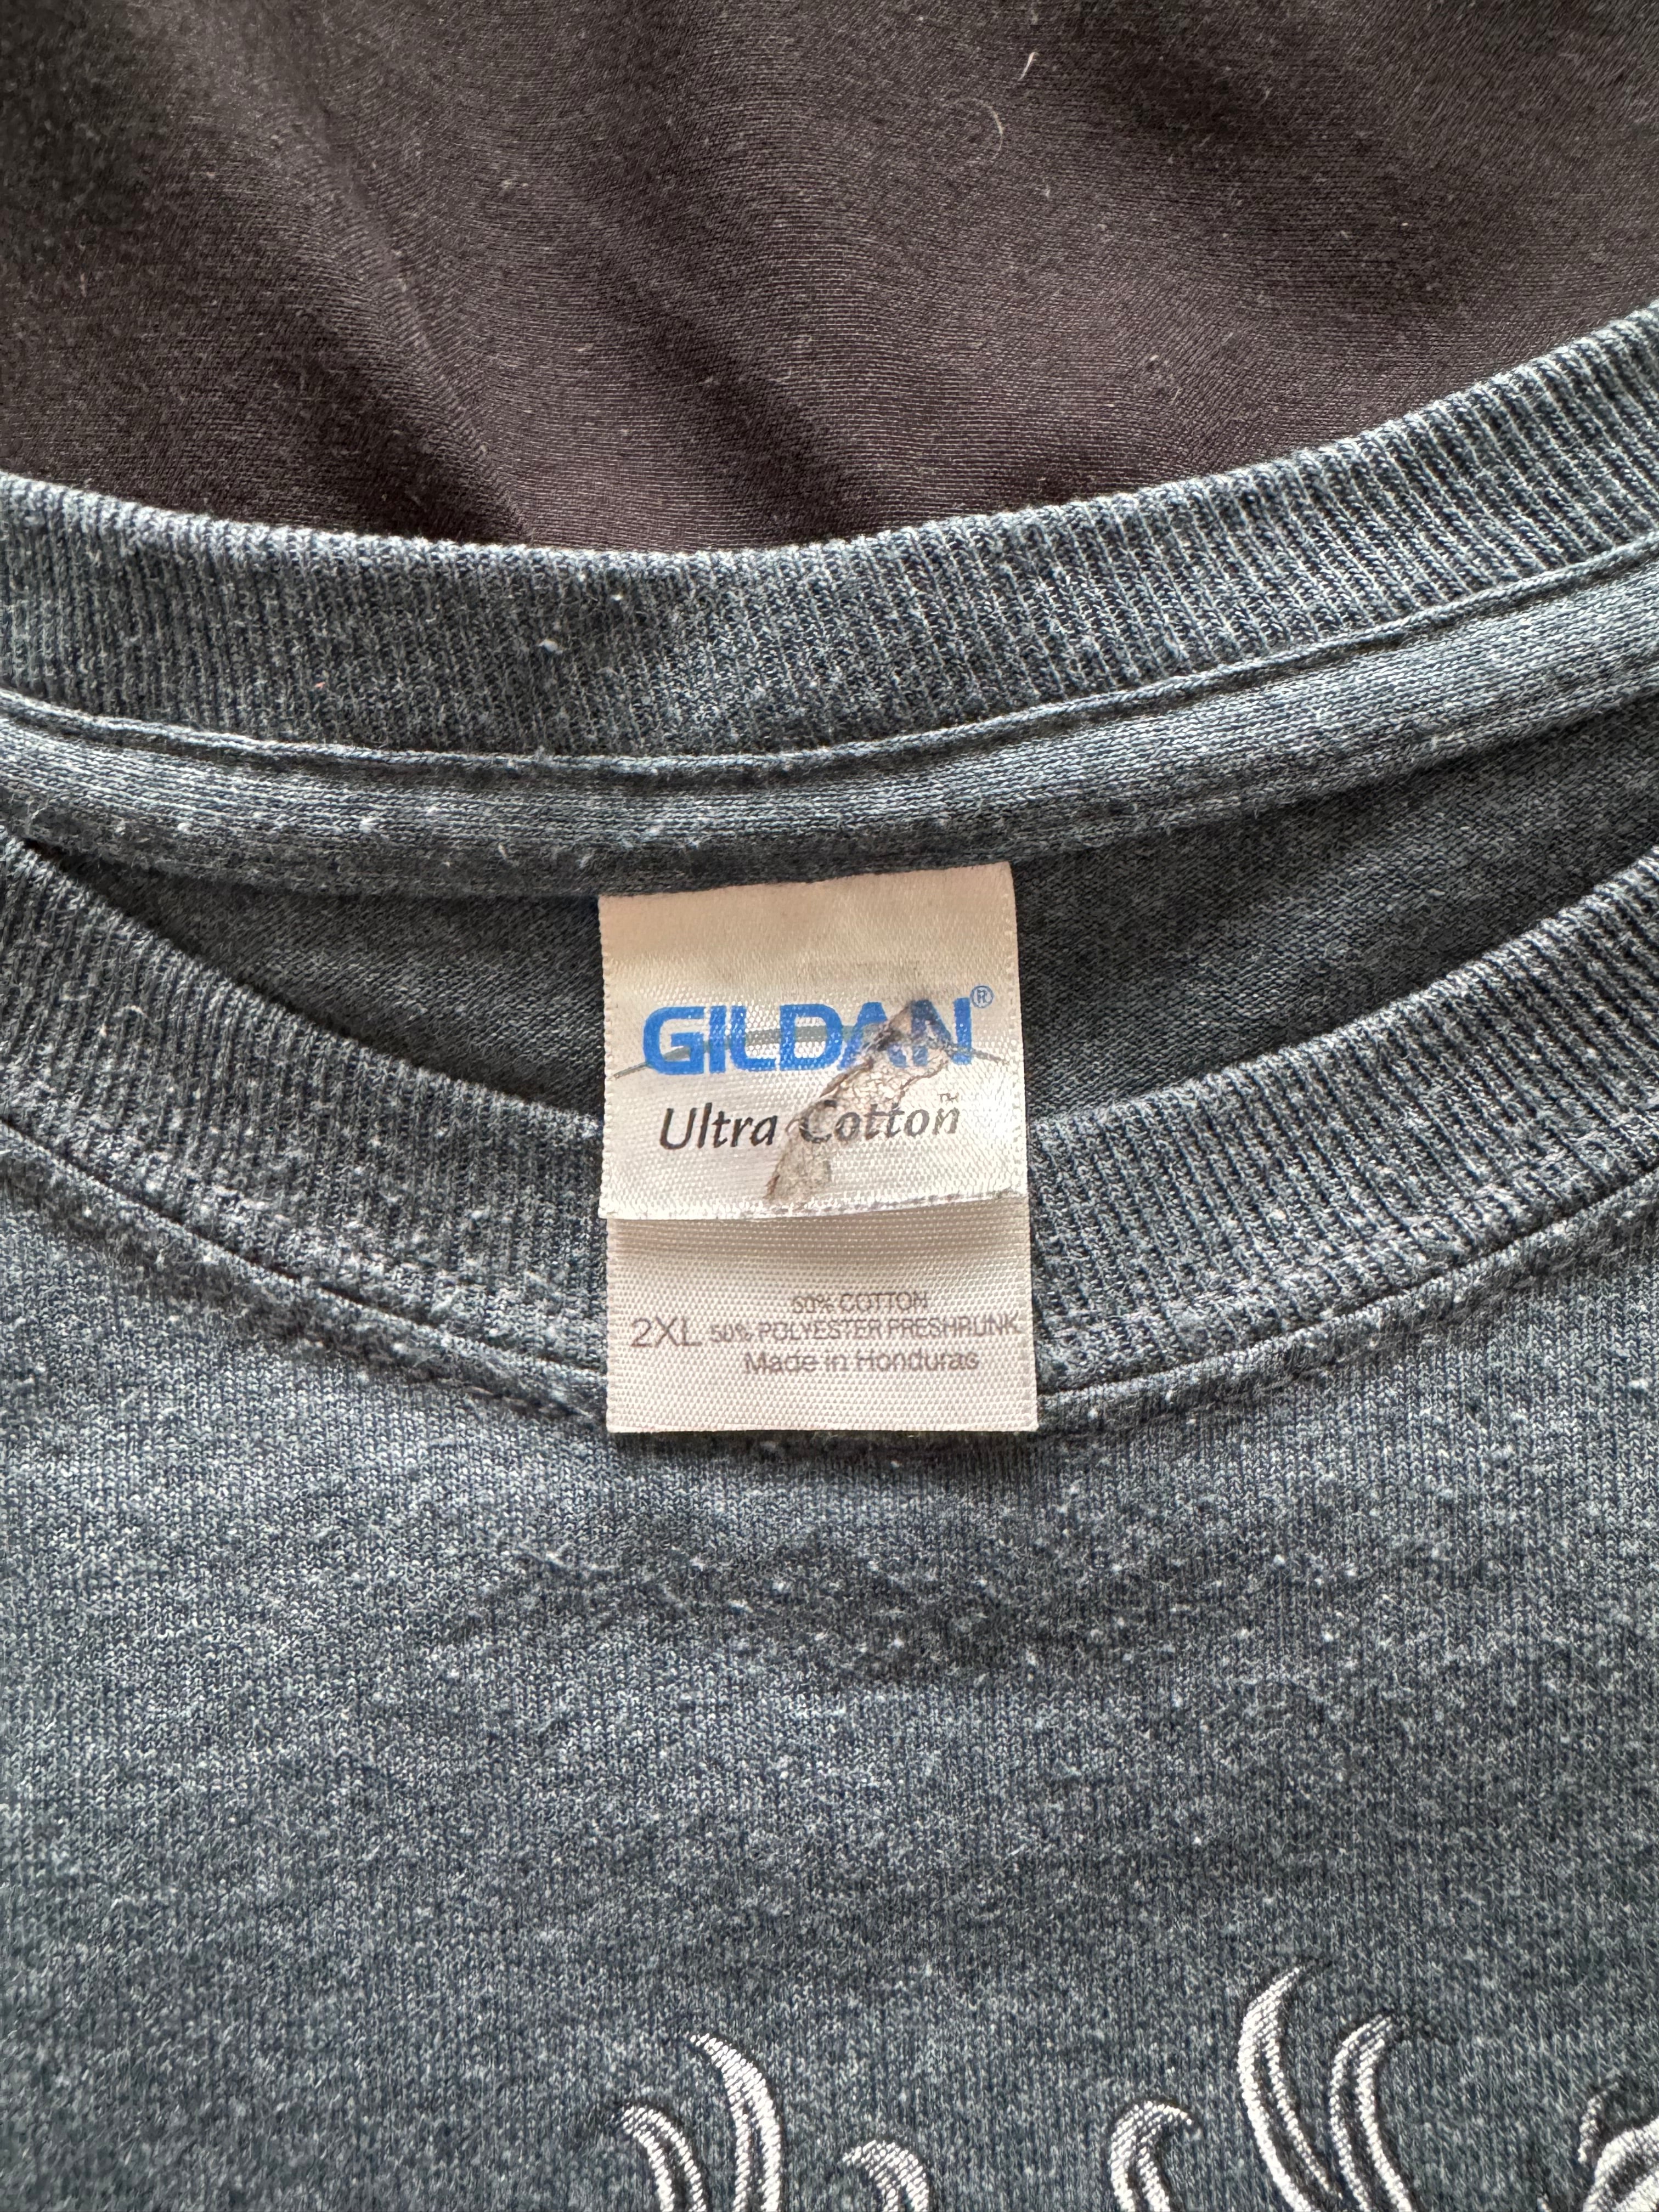 GILDAN®
Ultra Cotton™
50% COTTON
2XL 50% POLYESTER PRESHRUNK
Made in Honduras